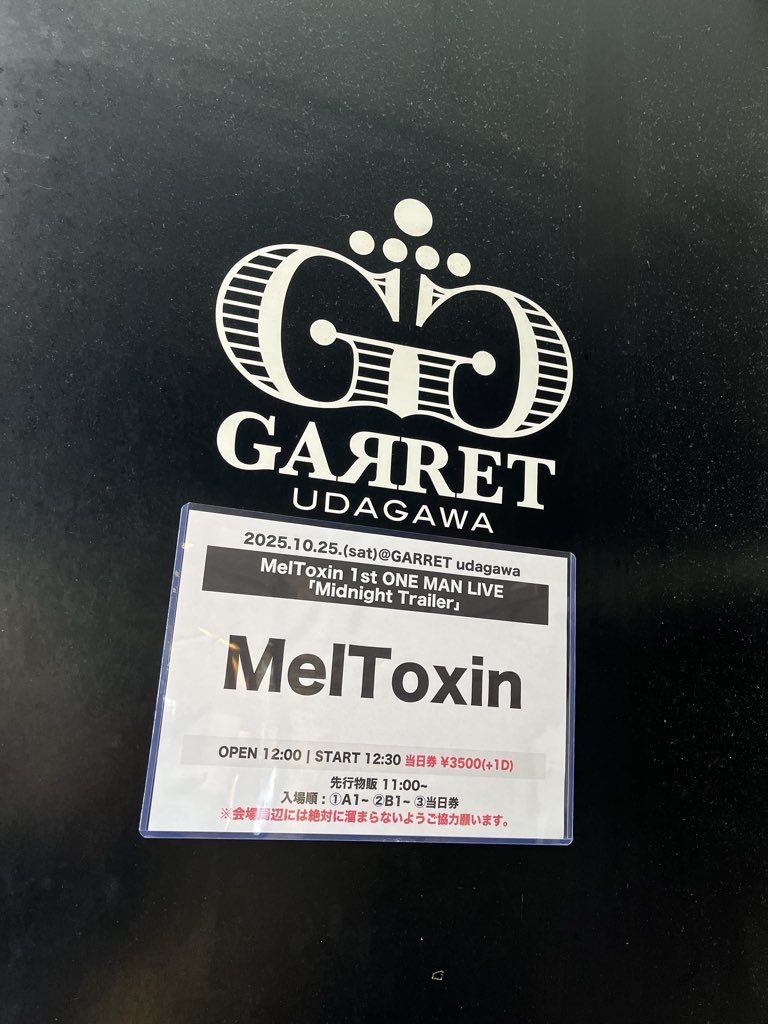 GARRET
UDAGAWA
2025.10.25.(sat)@GARRET udagawa
MelToxin 1st ONE MAN LIVE
「Midnight Trailer」
MelToxin
OPEN 12:00 | START 12:30 当日券 ¥3500(+1D)
先行物販 11:00~
入場順：①A1~ ②B1~ ③当日券
※会場周辺には絶対に溜まらないようご協力願います。